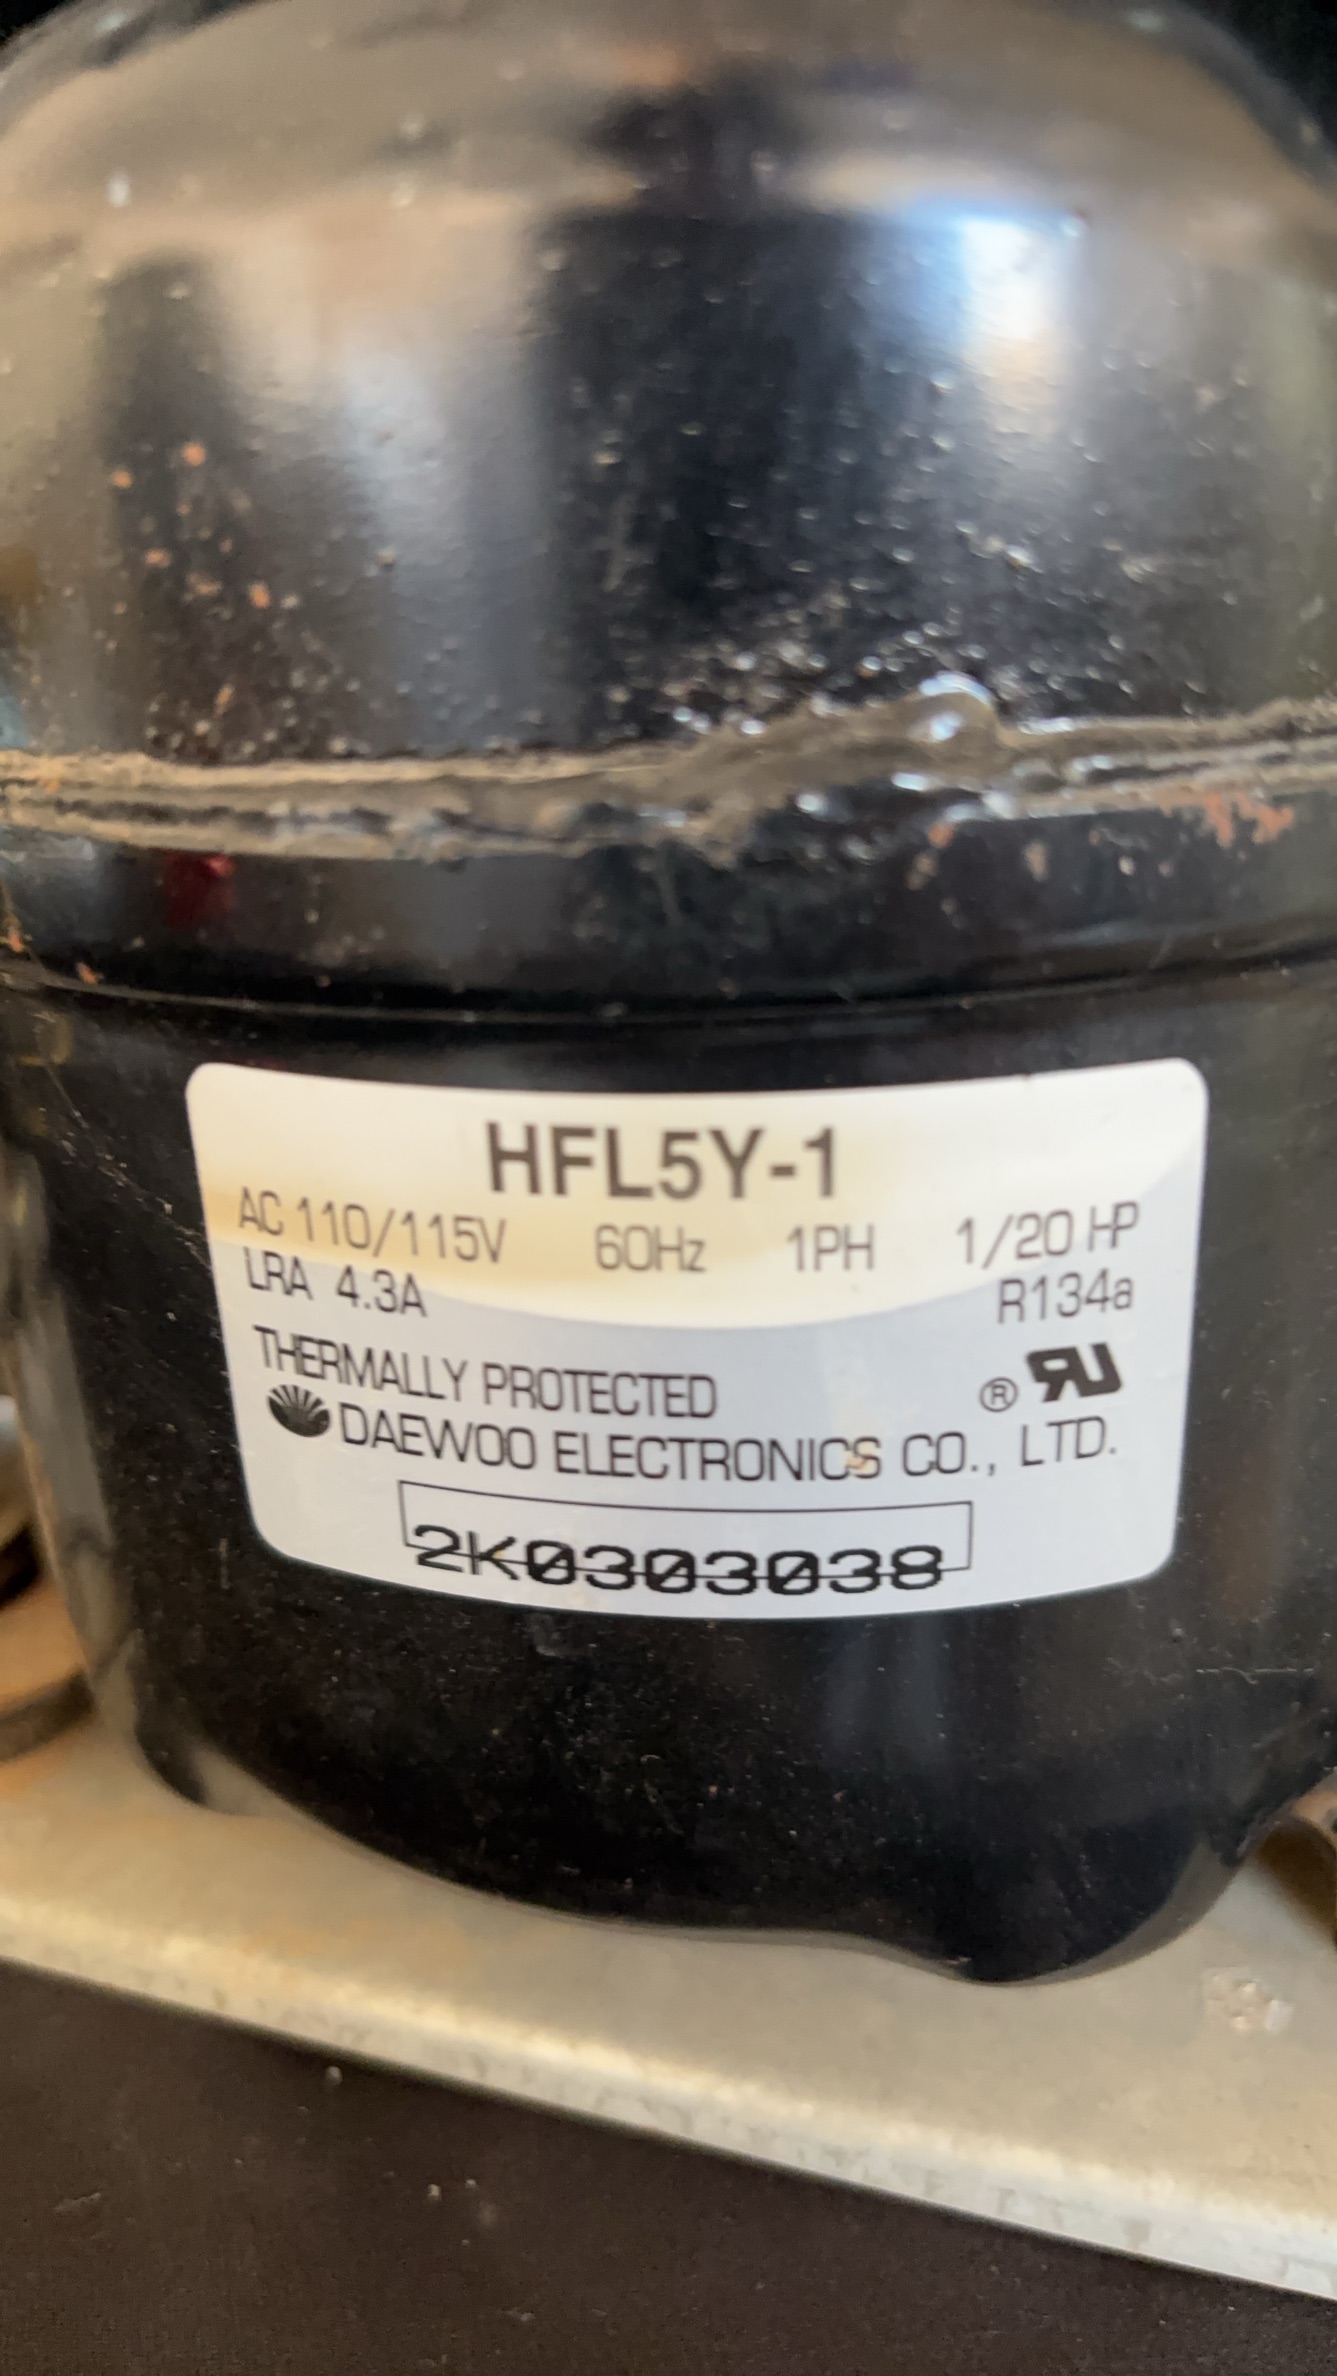 HFL5Y-1
AC 110/115V 60Hz 1PH 1/20 HP
LRA 4.3A R134a
THERMALLY PROTECTED ® RU
DAEWOO ELECTRONICS CO., LTD.
2K0303038